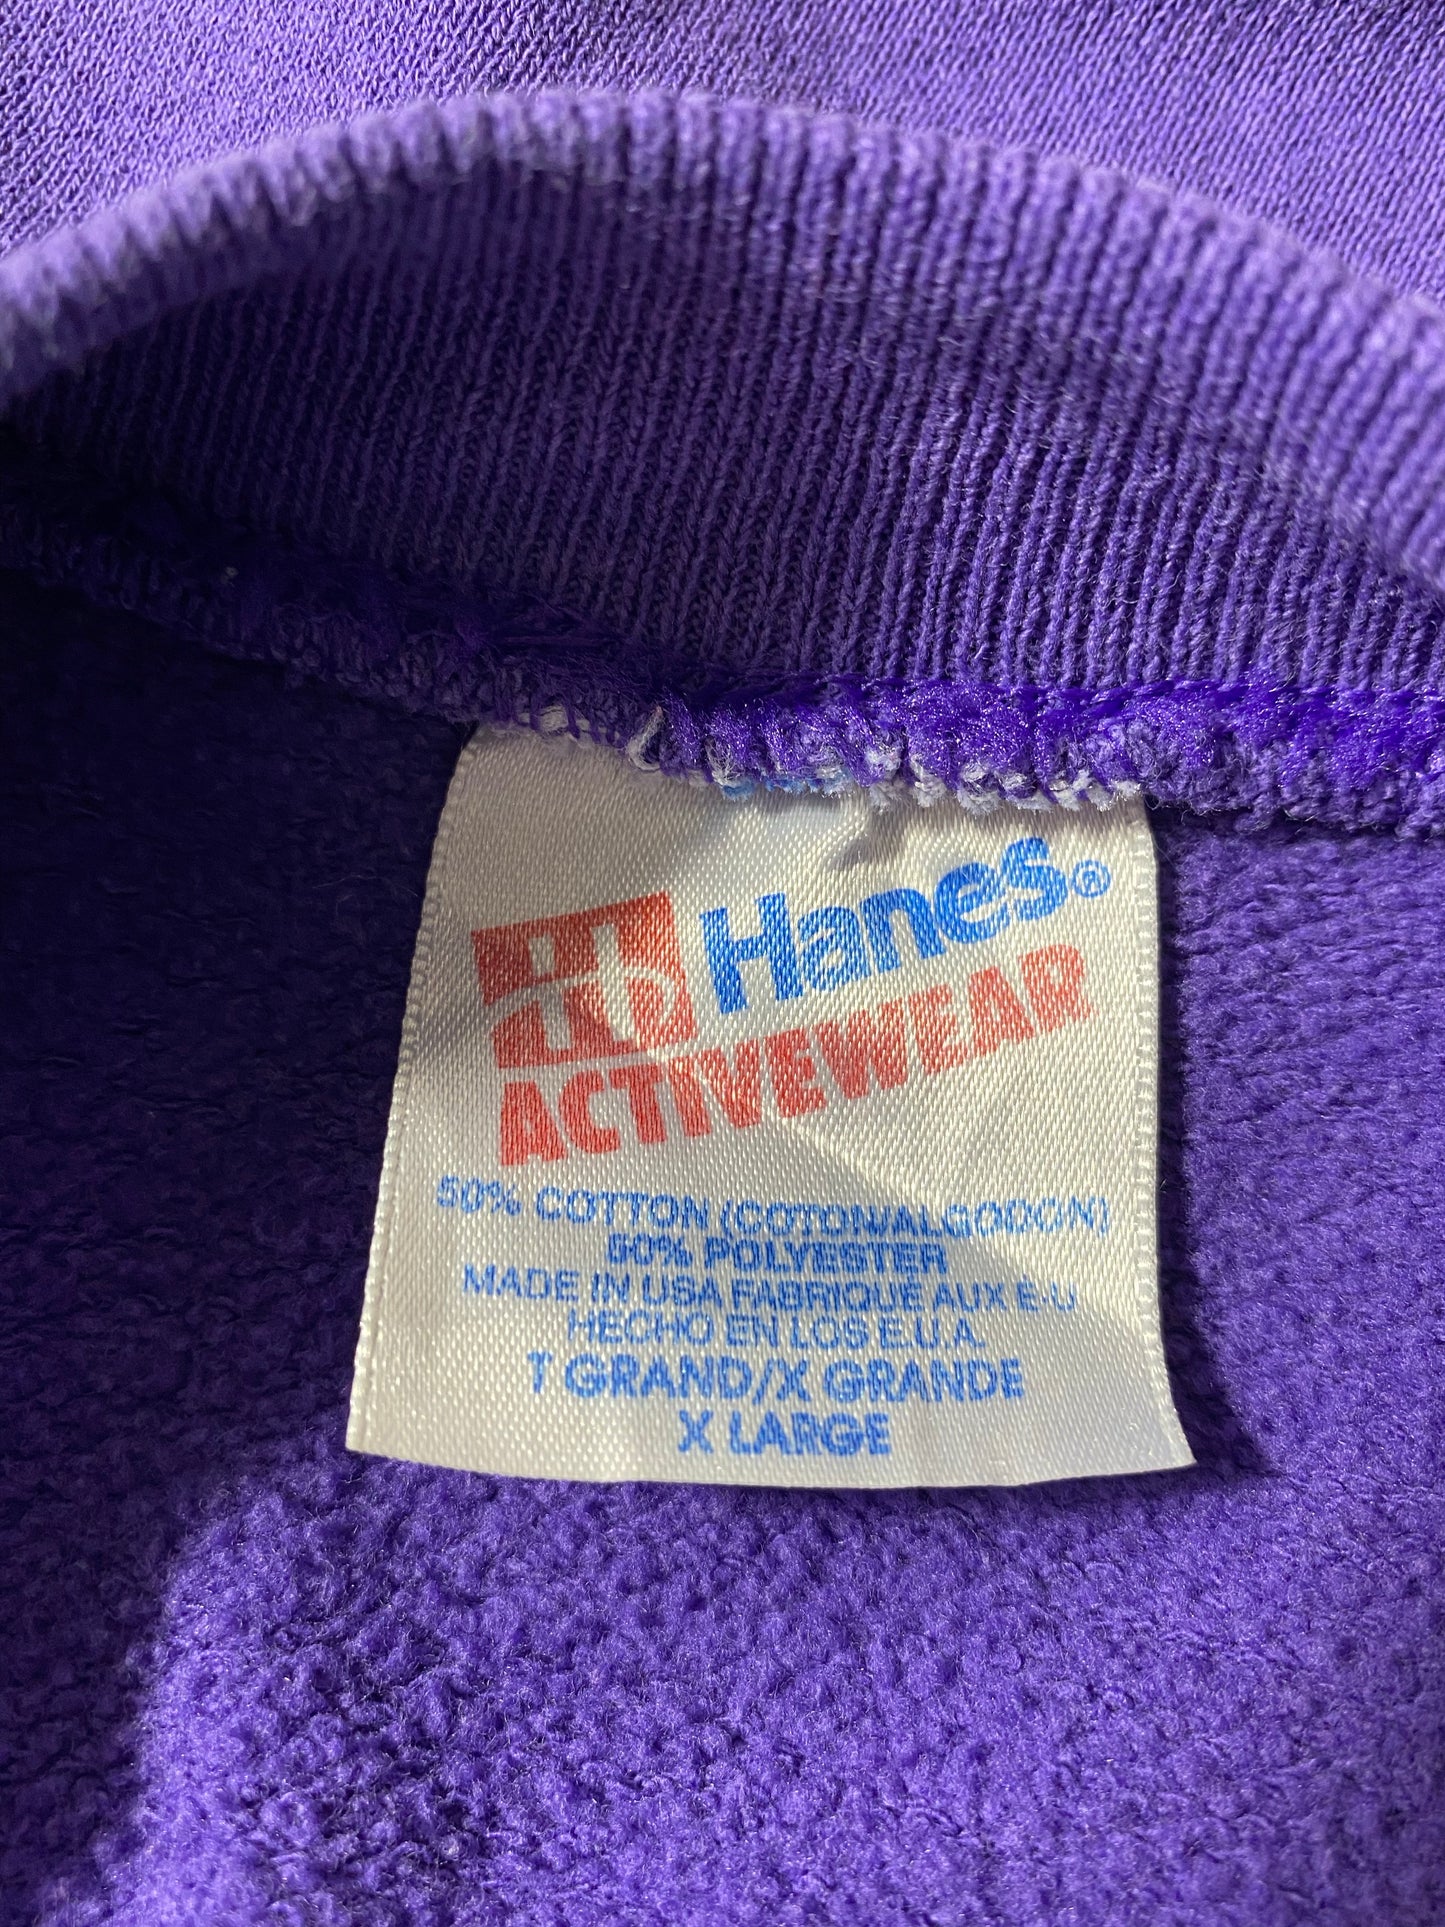 Hanes®
ACTIVEWEAR
50% COTTON (COTON/ALGODON)
50% POLYESTER
MADE IN USA FABRIQUE AUX E-U
HECHO EN LOS E.U.A.
T GRAND/X GRANDE
X LARGE